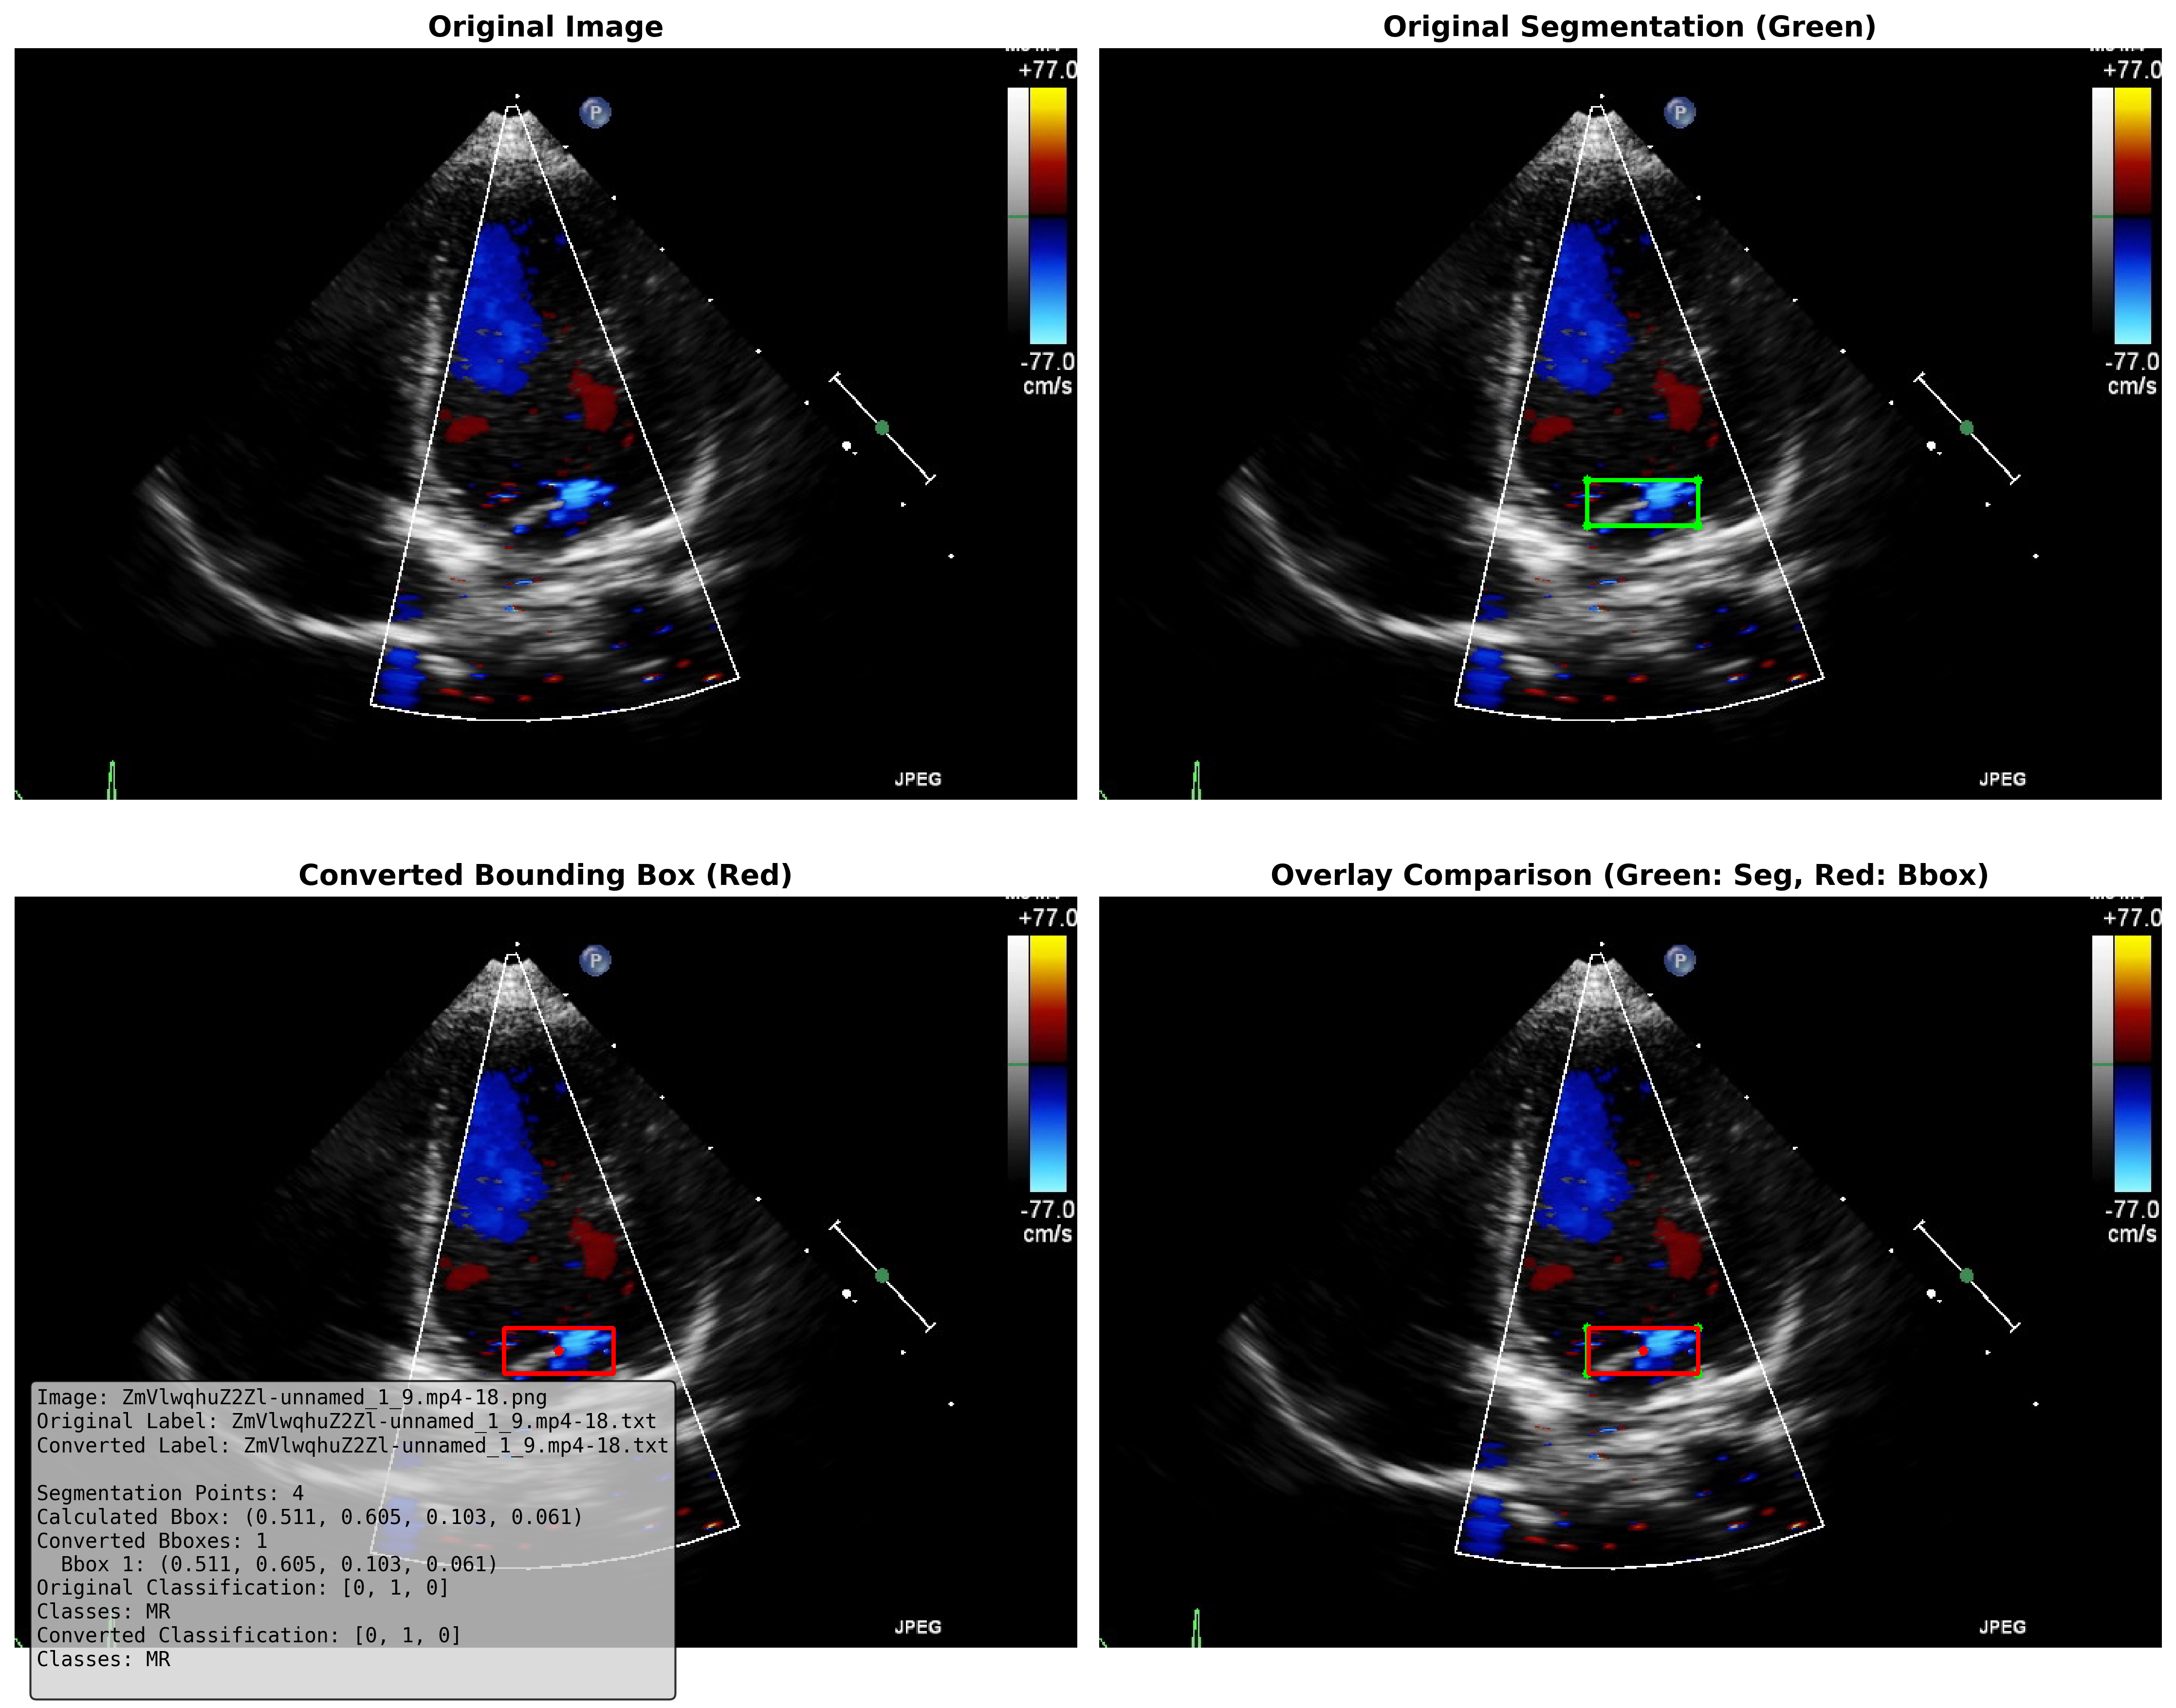 Original Image
+77.0
P
-77.0
cm/s
JPEG
Original Segmentation (Green)
+77.0
P
-77.0
cm/s
JPEG
Converted Bounding Box (Red)
+77.0
P
-77.0
cm/s
Image: ZmVlwqhuZ2Zl-unnamed_1_9.mp4-18.png
Original Label: ZmVlwqhuZ2Zl-unnamed_1_9.mp4-18.txt
Converted Label: ZmVlwqhuZ2Zl-unnamed_1_9.mp4-18.txt
Segmentation Points: 4
Calculated Bbox: (0.511, 0.605, 0.103, 0.061)
Converted Bboxes: 1
Bbox 1: (0.511, 0.605, 0.103, 0.061)
Original Classification: [0, 1, 0]
Classes: MR
Converted Classification: [0, 1, 0]
Classes: MR
JPEG
Overlay Comparison (Green: Seg, Red: Bbox)
+77.0
P
-77.0
cm/s
JPEG